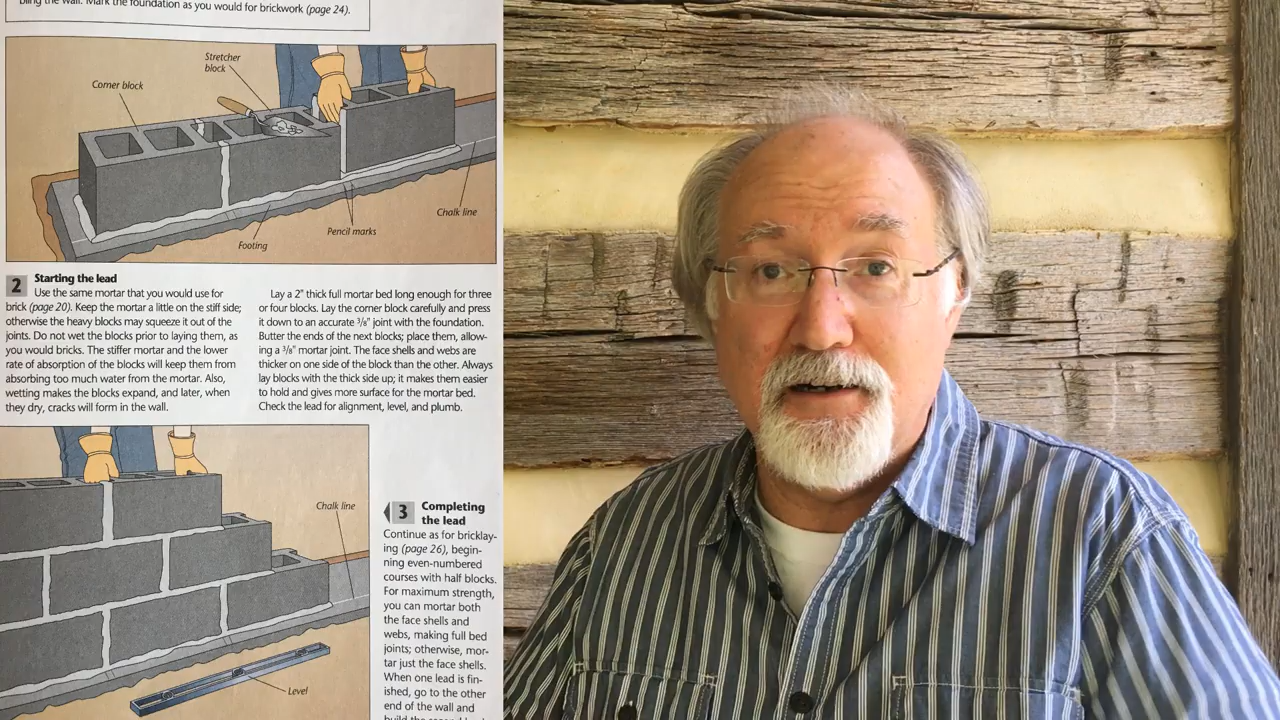 bling the wall. Mark the foundation as you would for brickwork (page 24).
Stretcher
block
Corner block
Chalk line
Pencil marks
Footing
2 Starting the lead
Use the same mortar that you would use for
brick (page 20). Keep the mortar a little on the stiff side;
otherwise the heavy blocks may squeeze it out of the
joints. Do not wet the blocks prior to laying them, as
you would bricks. The stiffer mortar and the lower
rate of absorption of the blocks will keep them from
absorbing too much water from the mortar. Also,
wetting makes the blocks expand, and later, when
they dry, cracks will form in the wall.
Lay a 2" thick full mortar bed long enough for three
or four blocks. Lay the corner block carefully and press
it down to an accurate 3/8" joint with the foundation.
Butter the ends of the next blocks; place them, allow-
ing a 3/8" mortar joint. The face shells and webs are
thicker on one side of the block than the other. Always
lay blocks with the thick side up; it makes them easier
to hold and gives more surface for the mortar bed.
Check the lead for alignment, level, and plumb.
Chalk line
Level
3 Completing
the lead
Continue as for bricklay-
ing (page 26), begin-
ning even-numbered
courses with half blocks.
For maximum strength,
you can mortar both
the face shells and
webs, making full bed
joints; otherwise, mor-
tar just the face shells.
When one lead is fin-
ished, go to the other
end of the wall and
build the